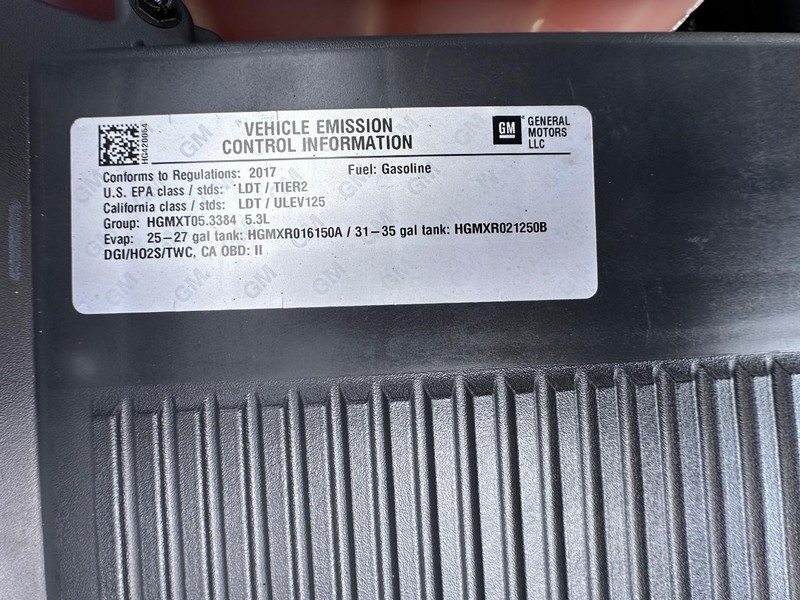 VEHICLE EMISSION
CONTROL INFORMATION
HC420054
GM
GENERAL
MOTORS
LLC
Conforms to Regulations: 2017 Fuel: Gasoline
U.S. EPA class / stds: LDT / TIER2
California class / stds: LDT / ULEV125
Group: HGMXT05.3384 5.3L
Evap: 25-27 gal tank: HGMXR016150A / 31-35 gal tank: HGMXR021250B
DGI/HO2S/TWC, CA OBD: II